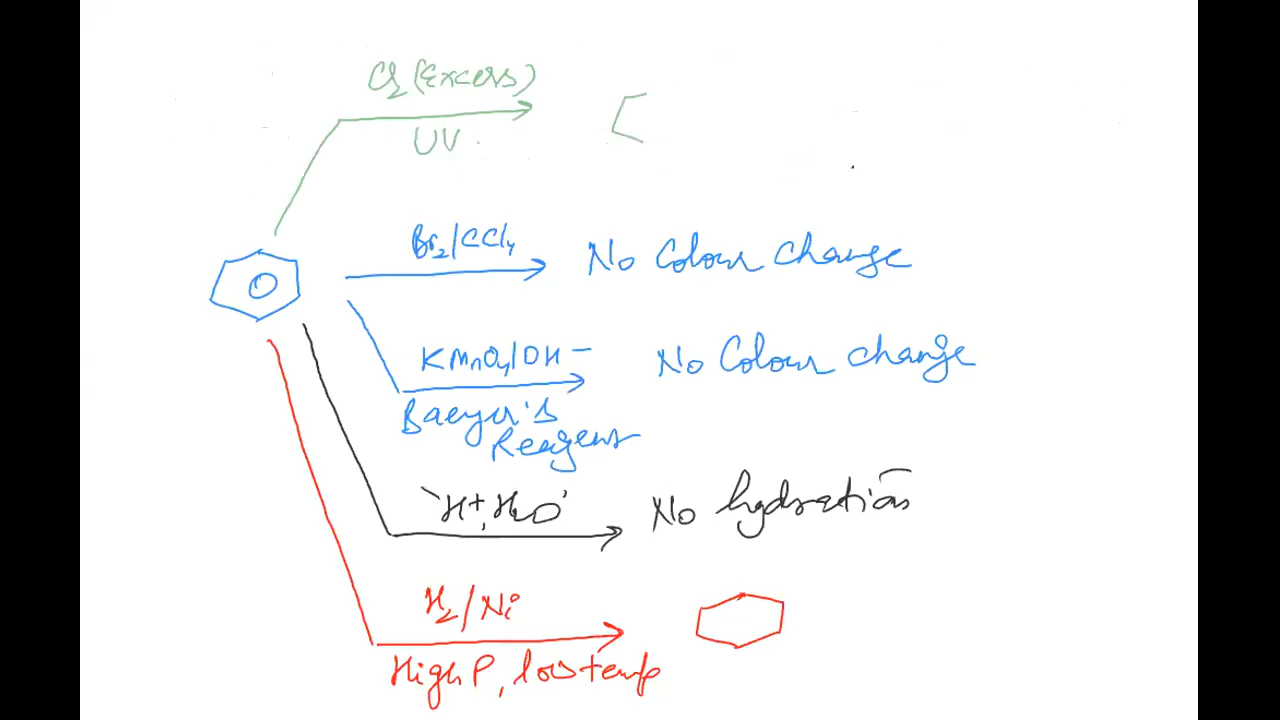 Cl2 (Excess)
UV
Br2/CCl4
No Colour change
KMnO4/OH-
No Colour change
Baeyer's
Reagent
H+, H2O
No hydration
H2/Ni
High P, low temp